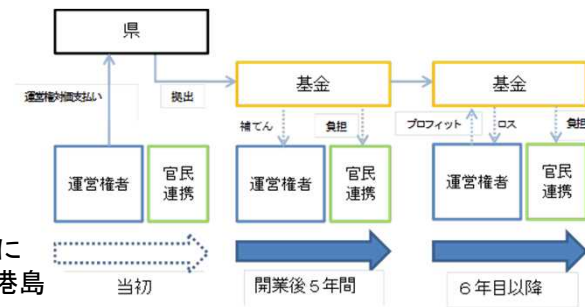 県
運営権対価支払い
拠出
基金
基金
補てん
負担
プロフィット
ロス
負担
運営権者
官民
連携
運営権者
官民
連携
運営権者
官民
連携
に
港島
当初
開業後5年間
6年目以降